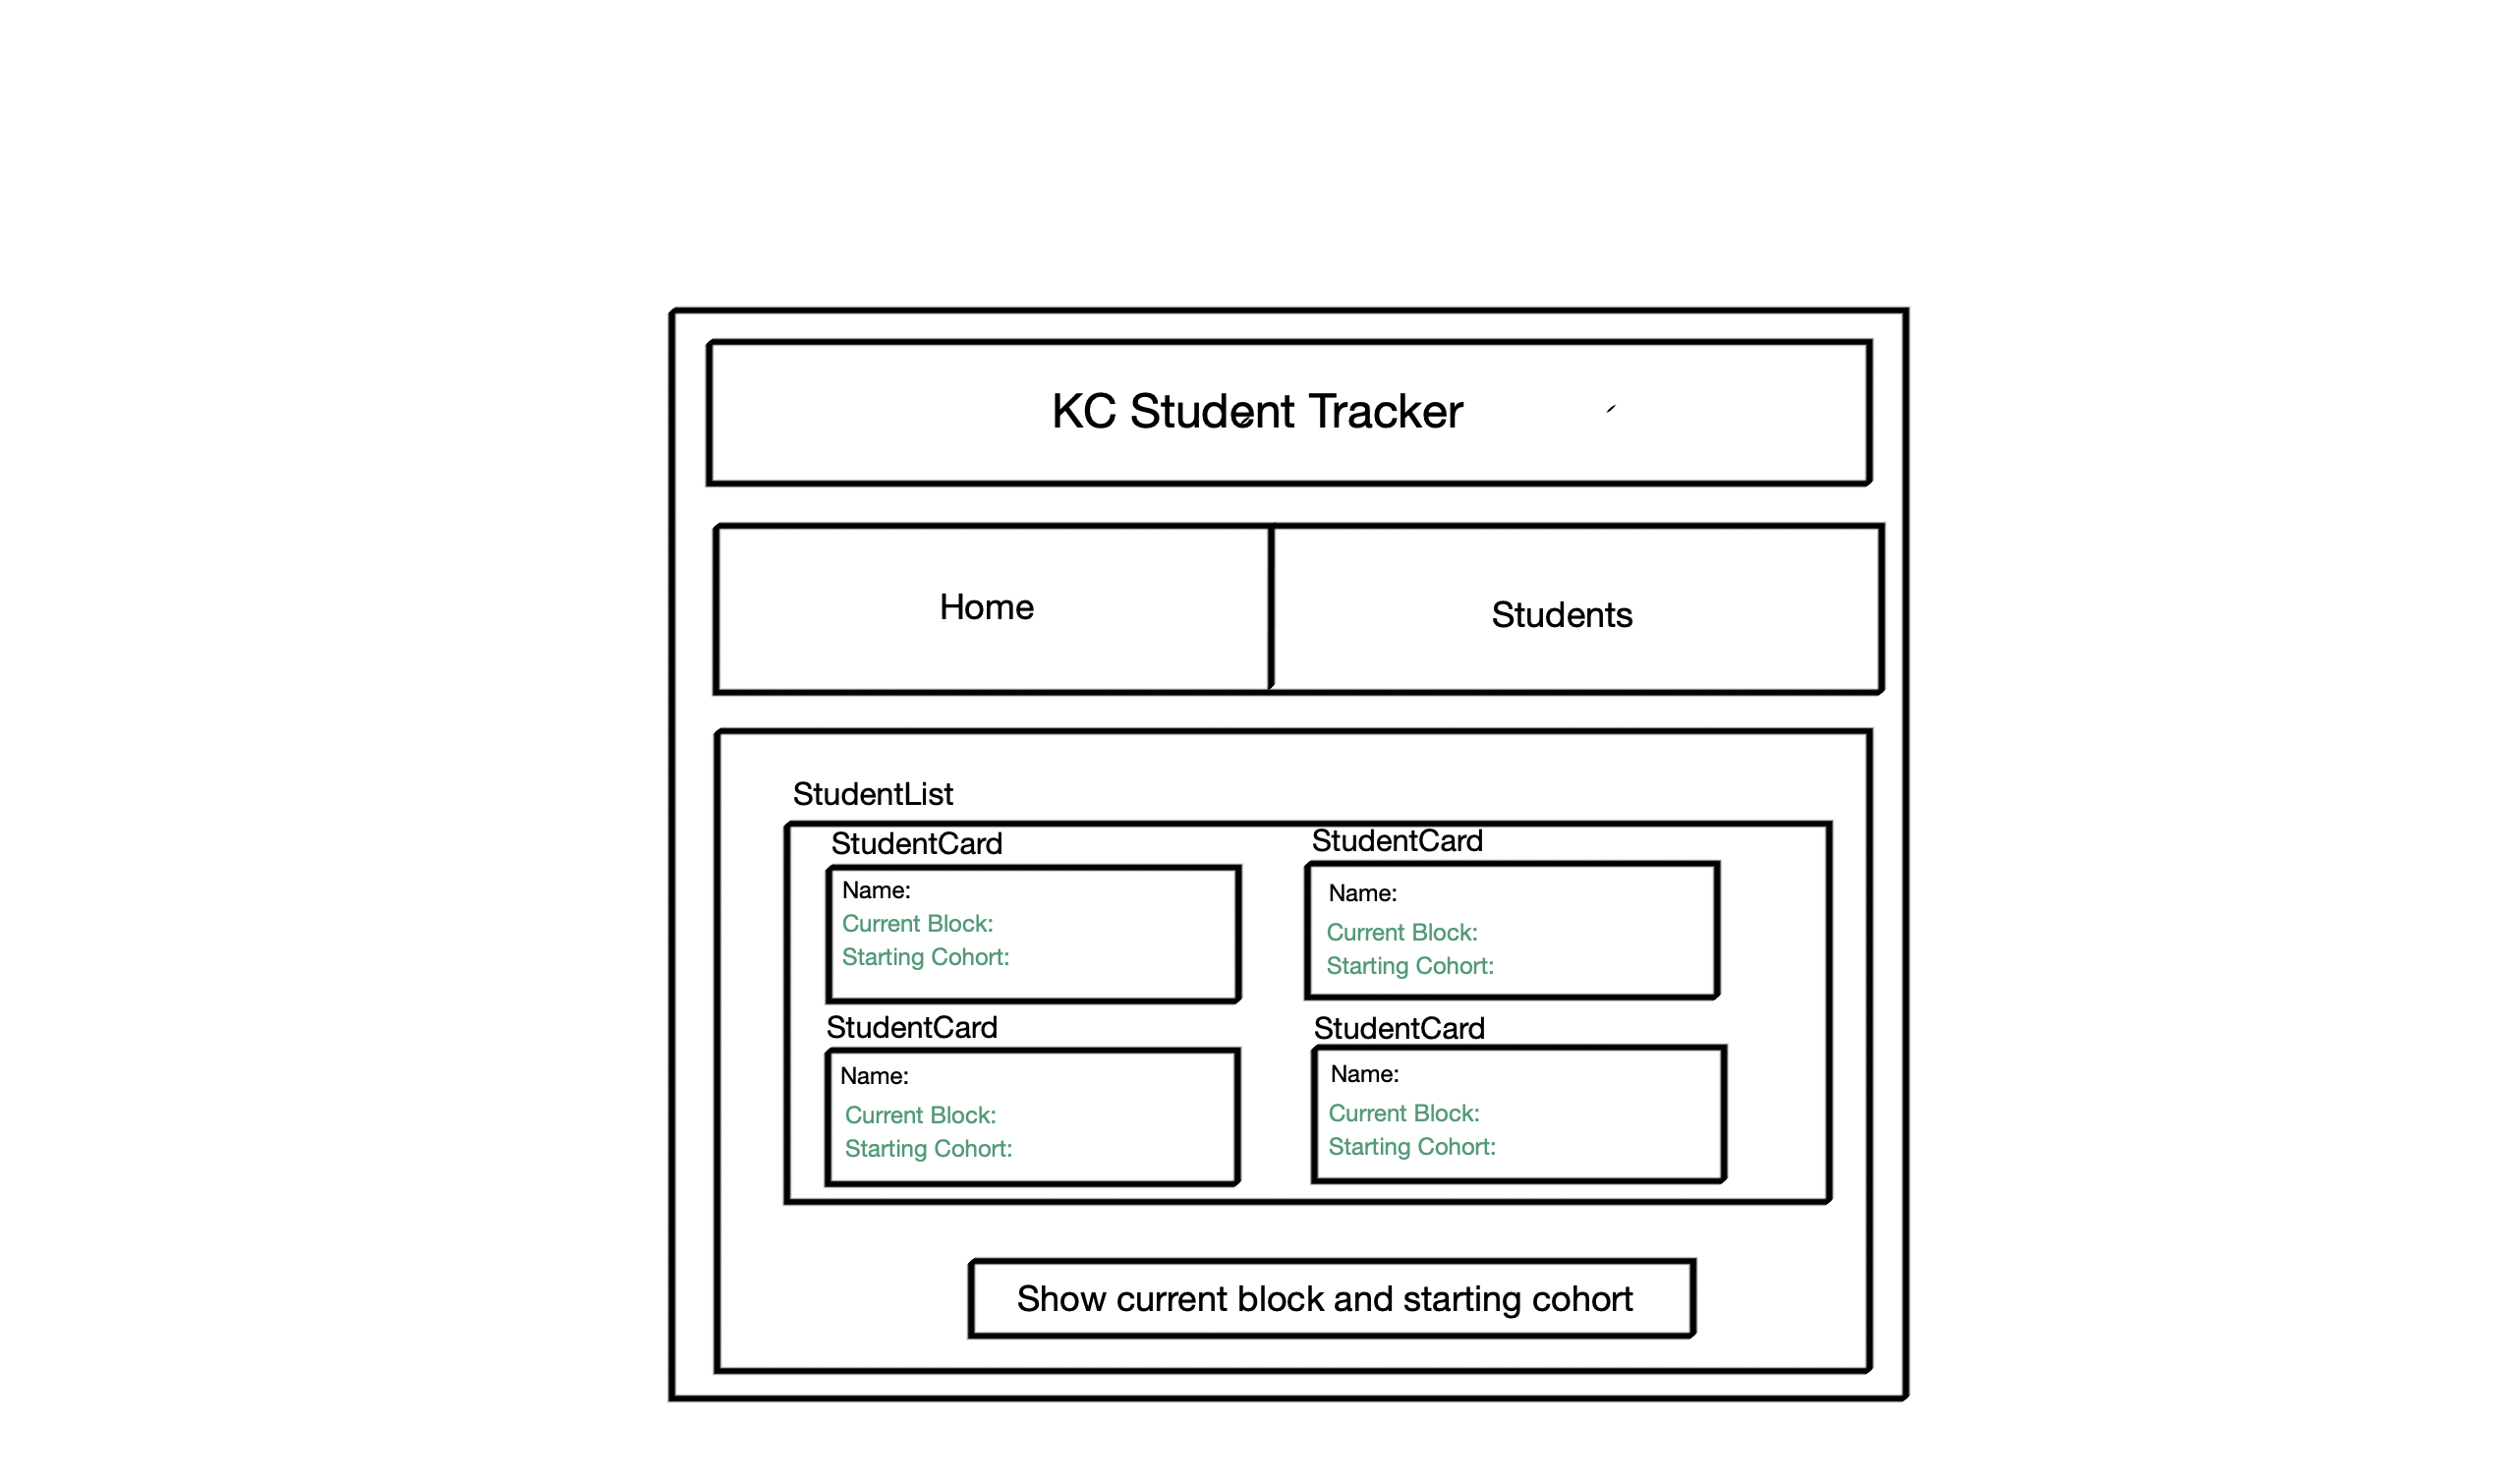 KC Student Tracker
Home
Students
StudentList
StudentCard
Name:
Current Block:
Starting Cohort:
StudentCard
Name:
Current Block:
Starting Cohort:
StudentCard
Name:
Current Block:
Starting Cohort:
StudentCard
Name:
Current Block:
Starting Cohort:
Show current block and starting cohort